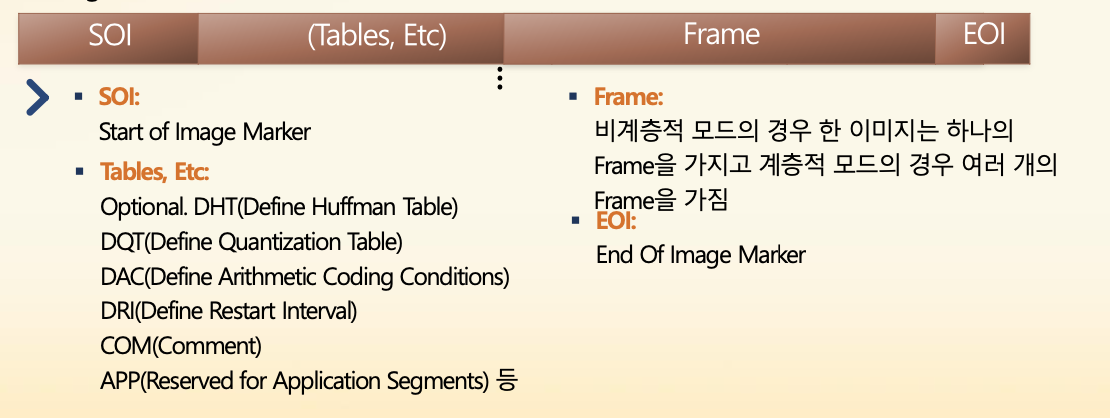 SOI (Tables, Etc) Frame EOI
SOI:
Start of Image Marker
Tables, Etc:
Optional. DHT(Define Huffman Table)
DQT(Define Quantization Table)
DAC(Define Arithmetic Coding Conditions)
DRI(Define Restart Interval)
COM(Comment)
APP(Reserved for Application Segments) 등
Frame:
비계층적 모드의 경우 한 이미지는 하나의
Frame을 가지고 계층적 모드의 경우 여러 개의
Frame을 가짐
EOI:
End Of Image Marker